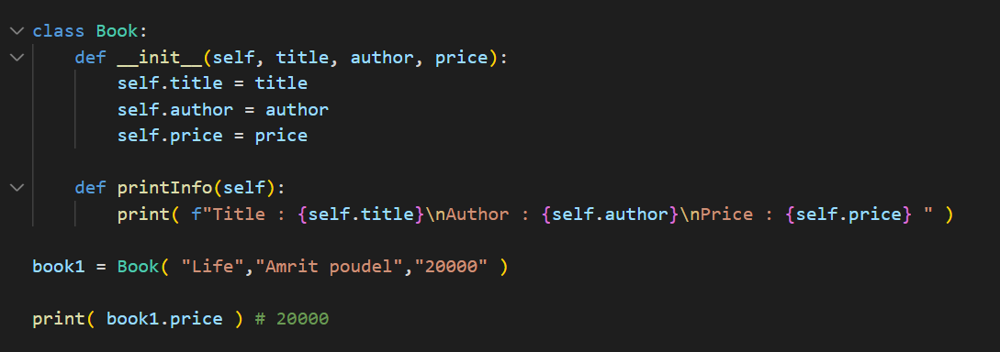 class Book:
    def __init__(self, title, author, price):
        self.title = title
        self.author = author
        self.price = price
    def printInfo(self):
        print( f"Title : {self.title}\nAuthor : {self.author}\nPrice : {self.price} " )
book1 = Book( "Life","Amrit poudel","20000" )
print( book1.price ) # 20000